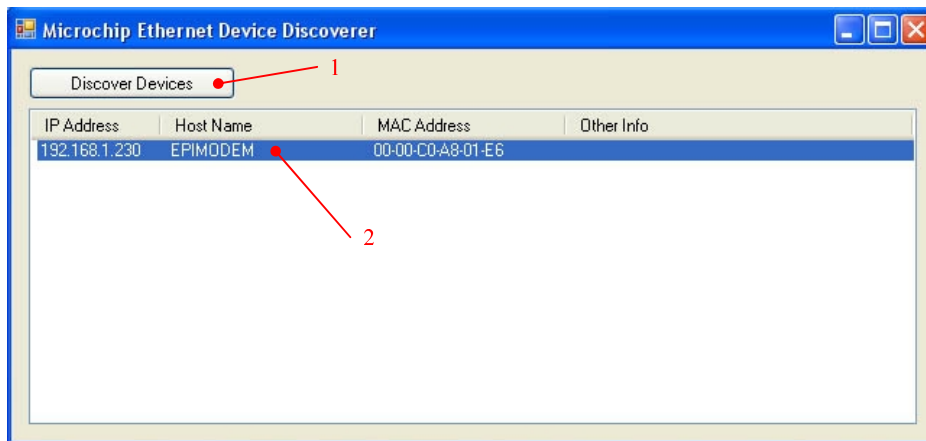 Microchip Ethernet Device Discoverer
Discover Devices 1
IP Address Host Name MAC Address Other Info
192.168.1.230 EPIMODEM 00-00-C0-A8-01-E6
2